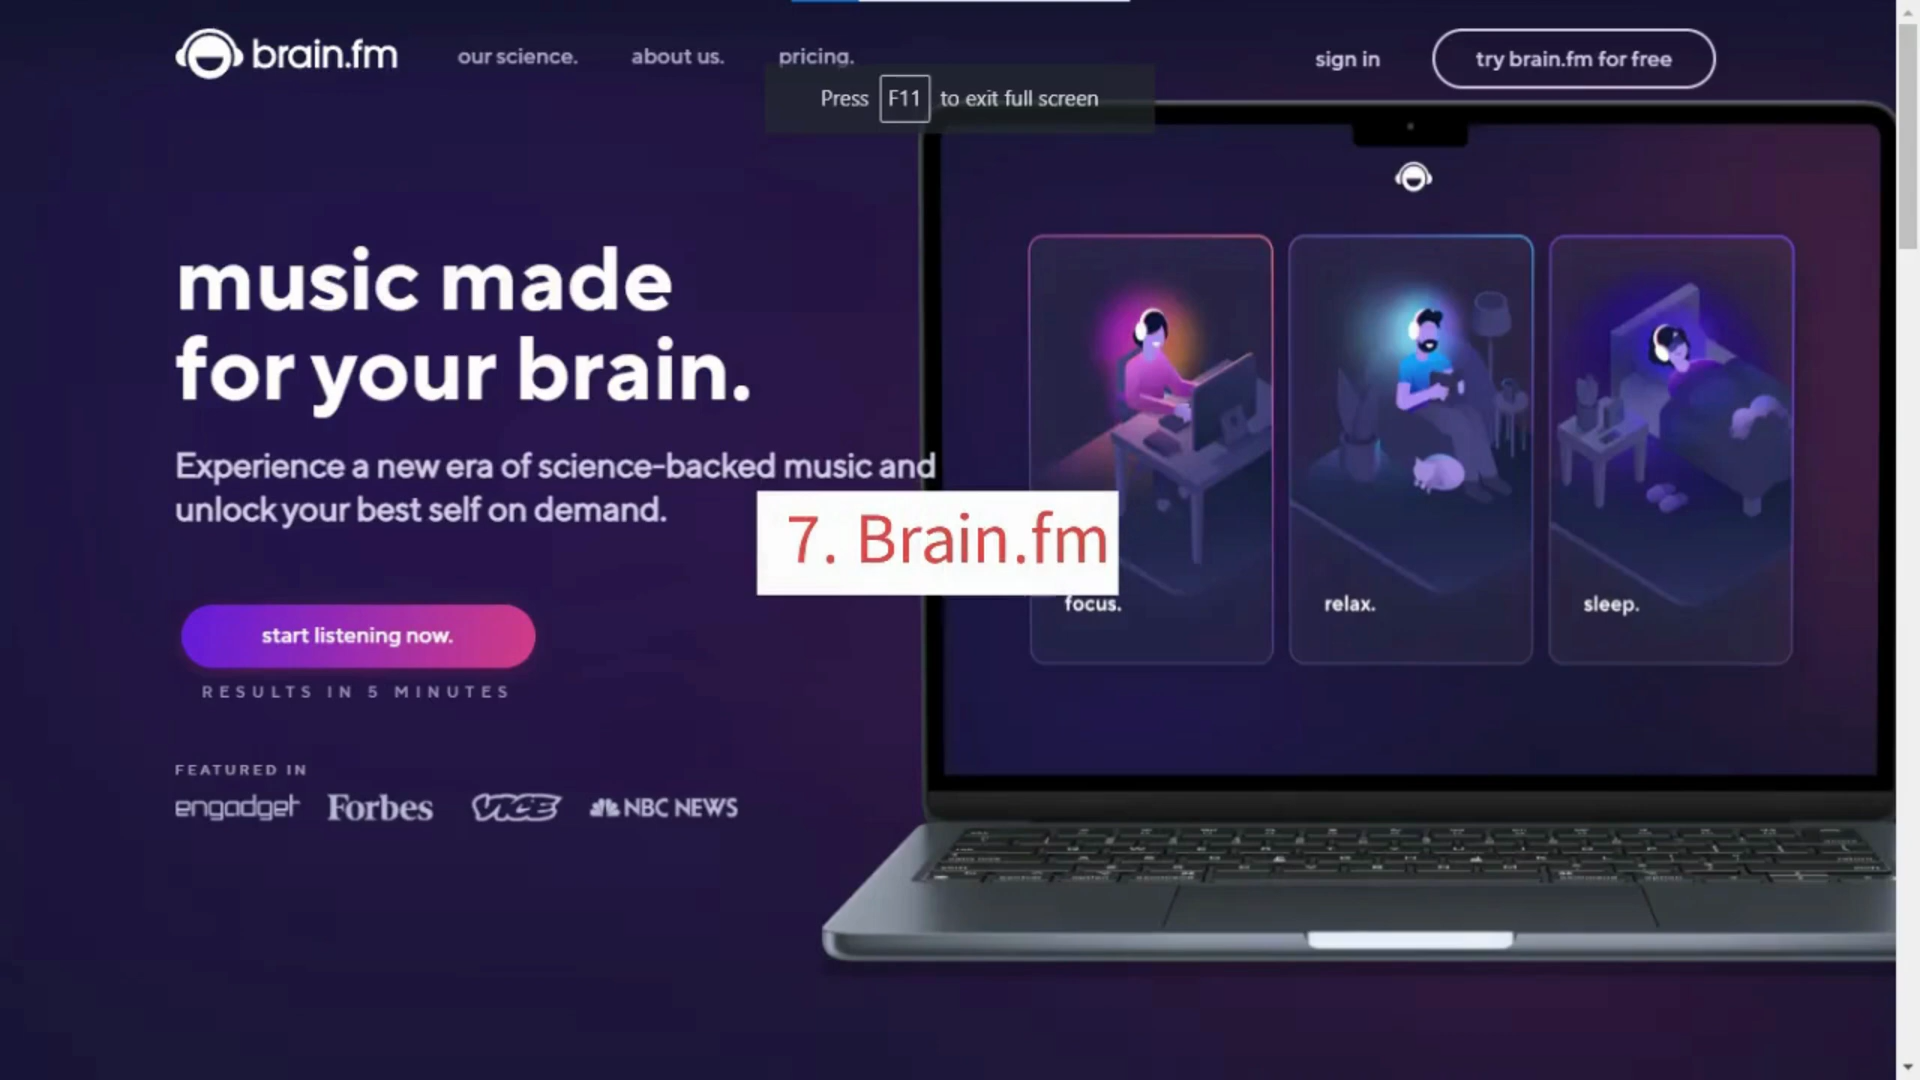 brain.fm
our science.
about us.
pricing.
sign in
try brain.fm for free
Press F11 to exit full screen
music made
for your brain.
Experience a new era of science-backed music and
unlock your best self on demand.
7. Brain.fm
focus.
relax.
sleep.
start listening now.
RESULTS IN 5 MINUTES
FEATURED IN
engadget
Forbes
VICE
NBC NEWS